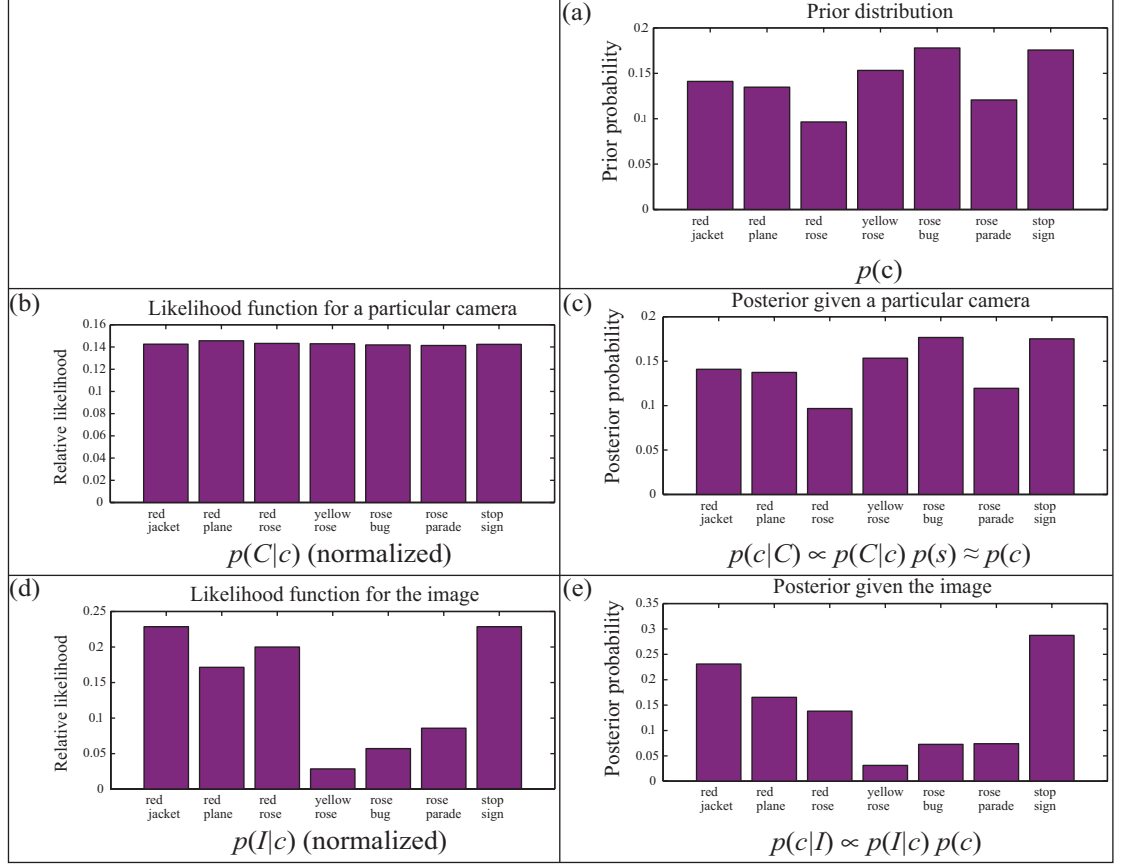 (a)
Prior distribution
Prior probability
0.2
0.15
0.1
0.05
0
red jacket
red plane
red rose
yellow rose
rose bug
rose parade
stop sign
p(c)
(b)
Likelihood function for a particular camera
Relative likelihood
0.16
0.14
0.12
0.1
0.08
0.06
0.04
0.02
0
red jacket
red plane
red rose
yellow rose
rose bug
rose parade
stop sign
p(C|c) (normalized)
(c)
Posterior given a particular camera
Posterior probability
0.2
0.15
0.1
0.05
0
red jacket
red plane
red rose
yellow rose
rose bug
rose parade
stop sign
p(c|C) ∝ p(C|c) p(s) ≈ p(c)
(d)
Likelihood function for the image
Relative likelihood
0.25
0.2
0.15
0.1
0.05
0
red jacket
red plane
red rose
yellow rose
rose bug
rose parade
stop sign
p(I|c) (normalized)
(e)
Posterior given the image
Posterior probability
0.35
0.3
0.25
0.2
0.15
0.1
0.05
0
red jacket
red plane
red rose
yellow rose
rose bug
rose parade
stop sign
p(c|I) ∝ p(I|c) p(c)